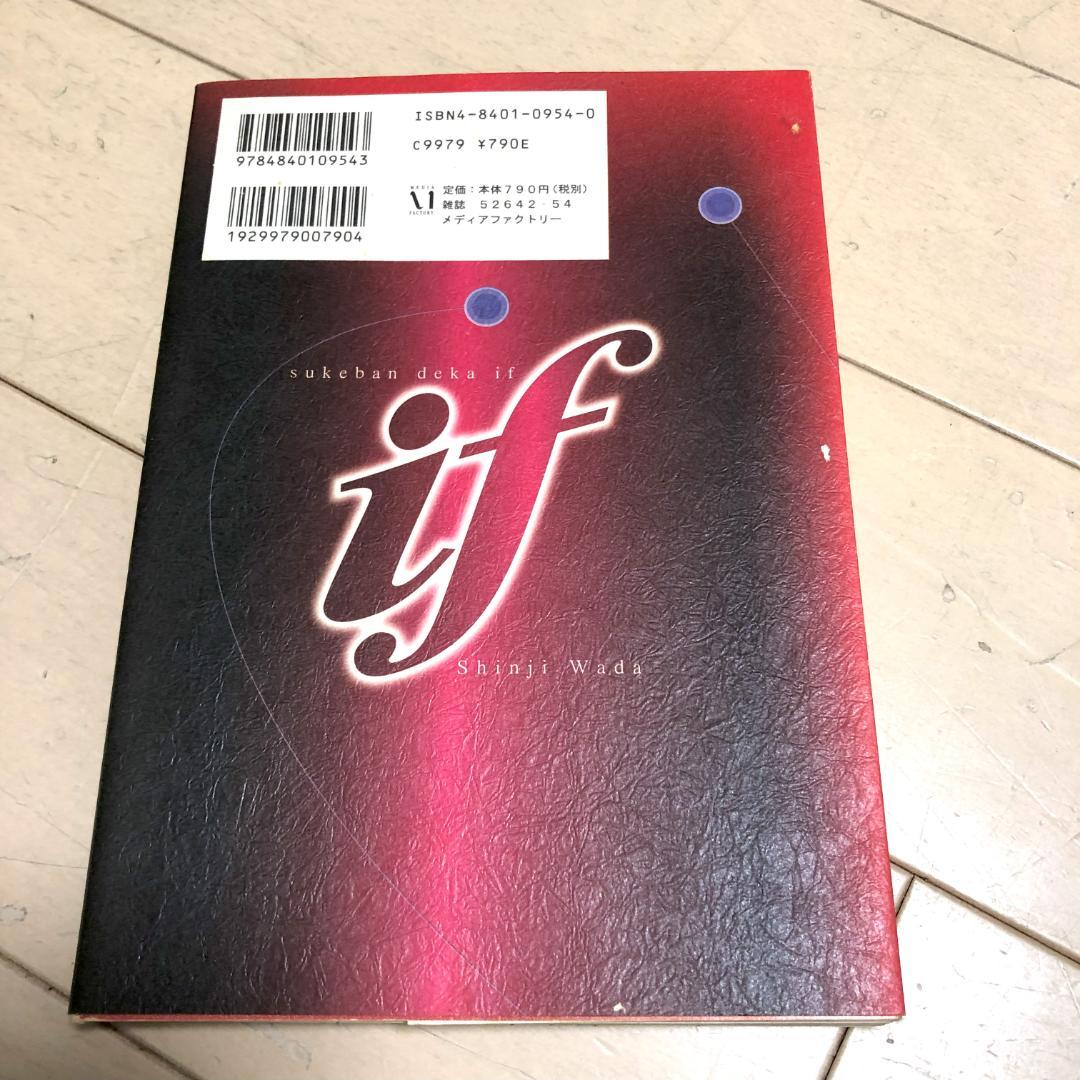 ISBN4-8401-0954-0
C9979 ¥790E
9784840109543
1929979007904
MEDIA
FACTORY
定価：本体７９０円（税別）
雑誌　５２６４２－５４
メディアファクトリー
sukeban deka if
if
Shinji Wada